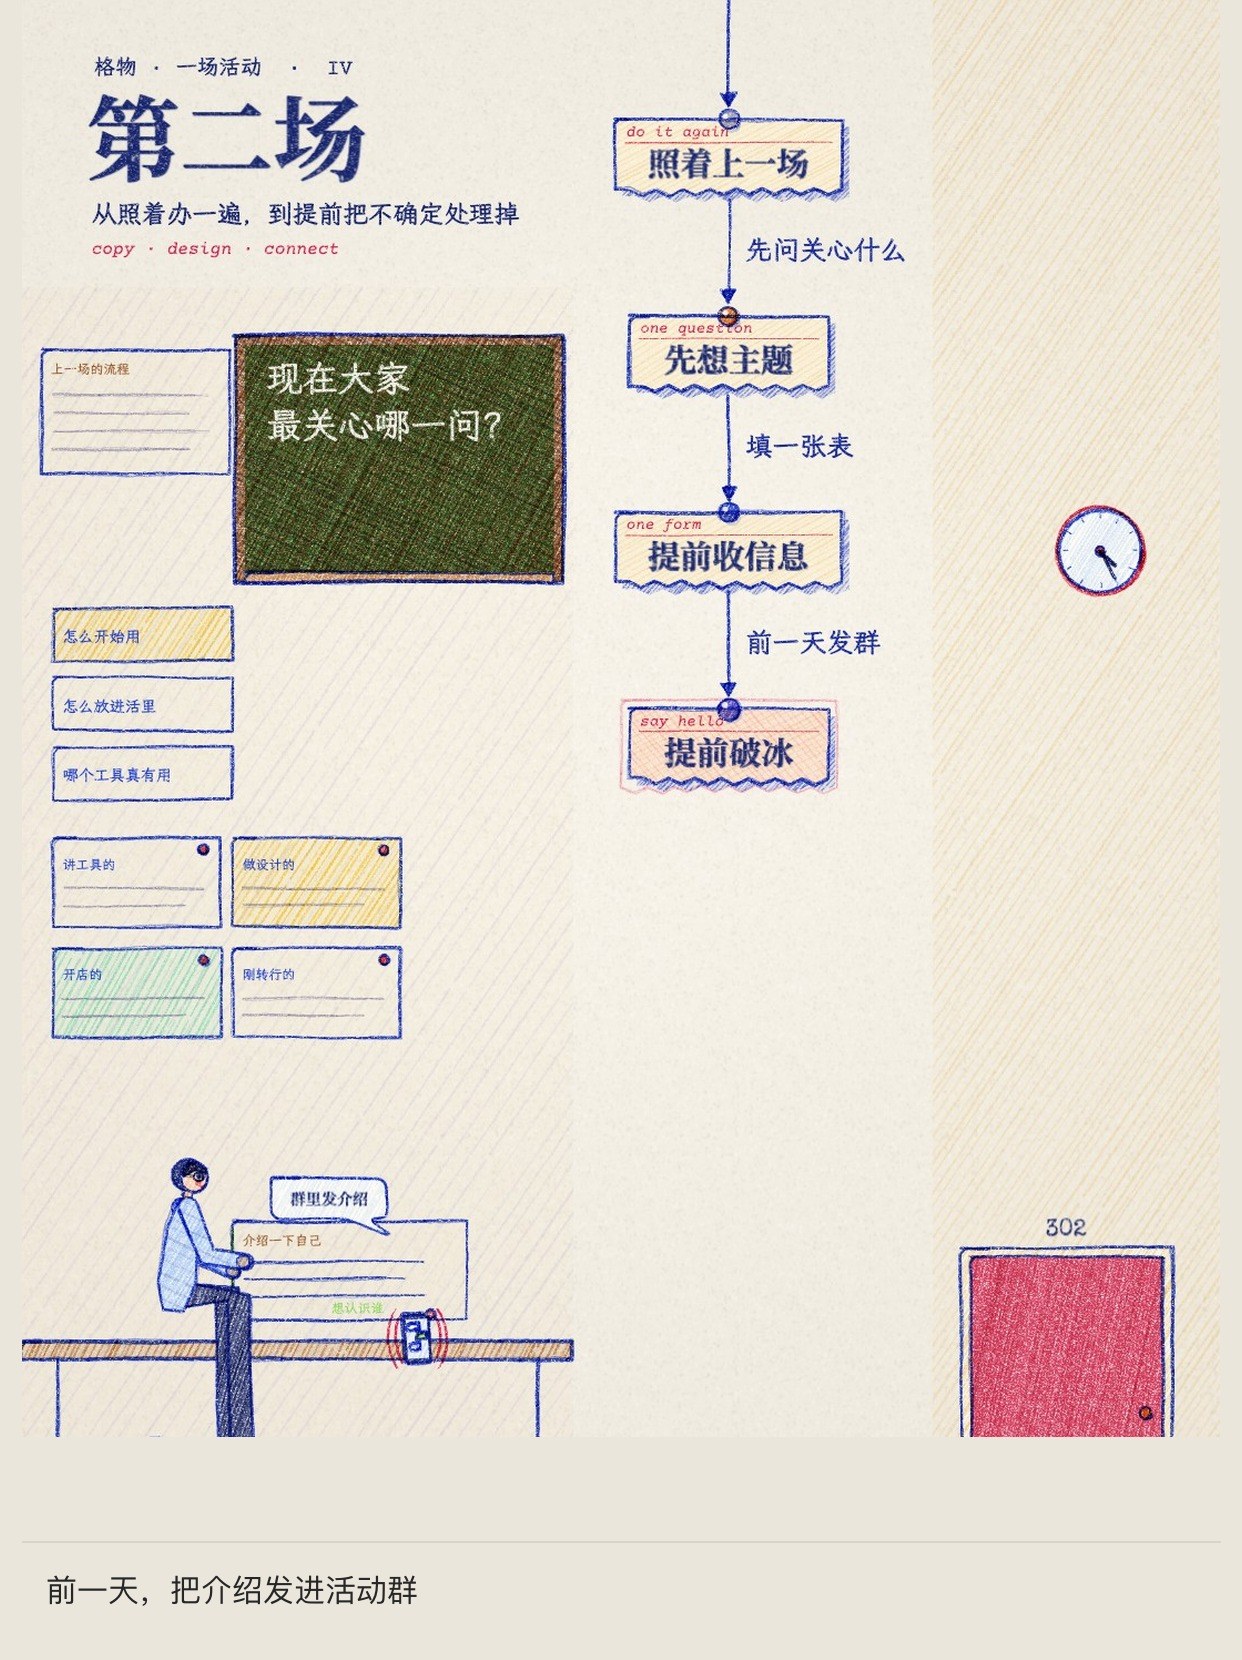 格物 · 一场活动 · IV
第二场
从照着办一遍，到提前把不确定处理掉
copy · design · connect
上一场的流程
现在大家
最关心哪一问？
怎么开始用
怎么放进活里
哪个工具真有用
讲工具的
做设计的
开店的
刚转行的
群里发介绍
介绍一下自己
想认识谁
do it again
照着上一场
先问关心什么
one question
先想主题
填一张表
one form
提前收信息
前一天发群
say hello
提前破冰
302
前一天，把介绍发进活动群